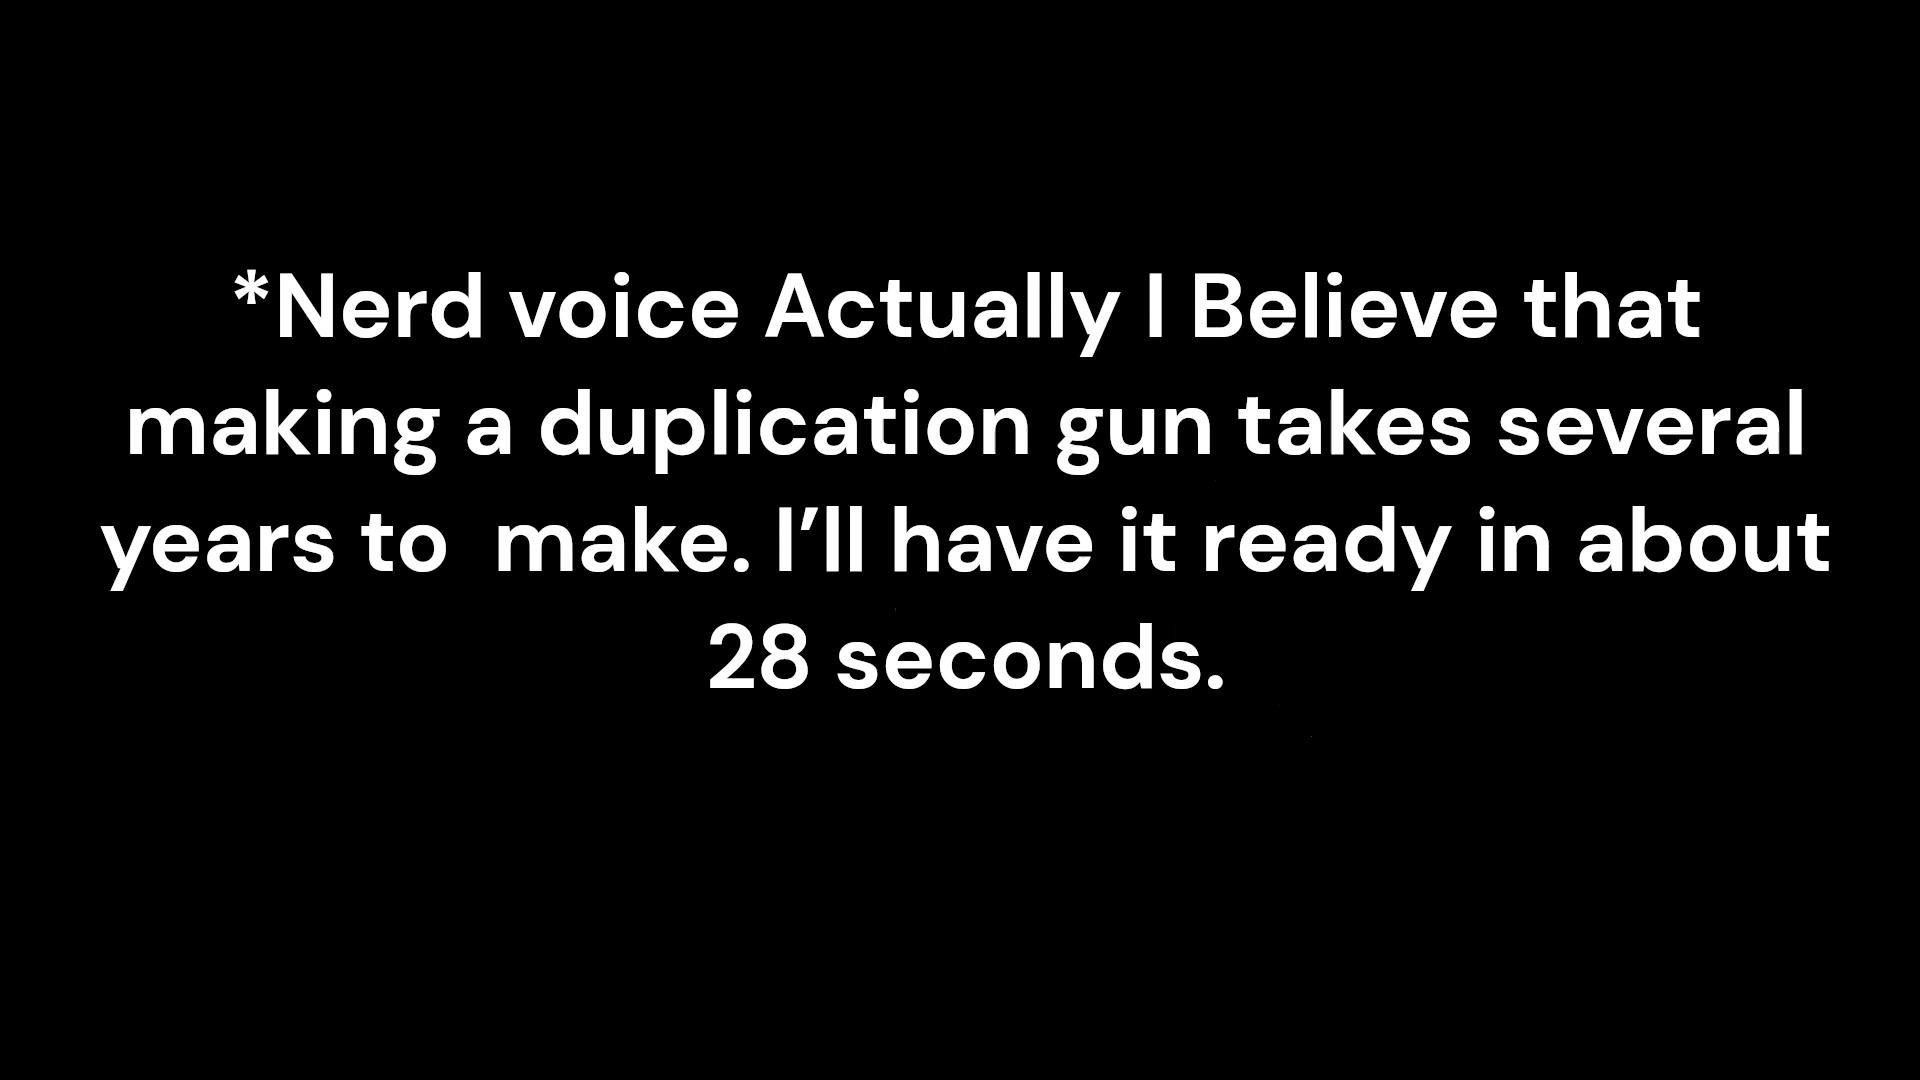 *Nerd voice Actually I Believe that
making a duplication gun takes several
years to  make. I’ll have it ready in about
28 seconds.